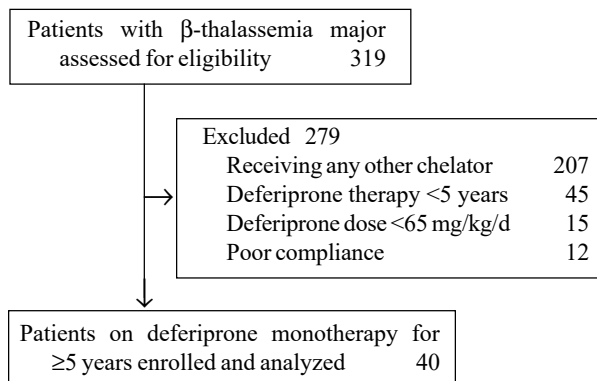 Patients with β-thalassemia major
assessed for eligibility 319
Excluded 279
Receiving any other chelator 207
Deferiprone therapy <5 years 45
Deferiprone dose <65 mg/kg/d 15
Poor compliance 12
Patients on deferiprone monotherapy for
≥5 years enrolled and analyzed 40